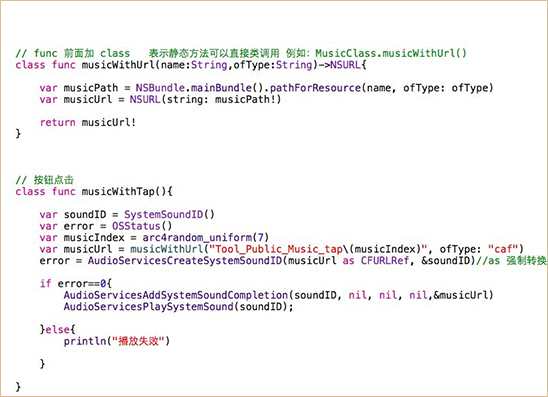 // func 前面加 class   表示静态方法可以直接类调用 例如：MusicClass.musicWithUrl()
class func musicWithUrl(name:String,ofType:String)->NSURL{
var musicPath = NSBundle.mainBundle().pathForResource(name, ofType: ofType)
var musicUrl = NSURL(string: musicPath!)
return musicUrl!
}
// 按钮点击
class func musicWithTap(){
var soundID = SystemSoundID()
var error = OSStatus()
var musicIndex = arc4random_uniform(7)
var musicUrl = musicWithUrl("Tool_Public_Music_tap\(musicIndex)", ofType: "caf")
error = AudioServicesCreateSystemSoundID(musicUrl as CFURLRef, &soundID)//as 强制转换
if error==0{
AudioServicesAddSystemSoundCompletion(soundID, nil, nil, nil,&musicUrl)
AudioServicesPlaySystemSound(soundID);
}else{
println("播放失败")
}
}